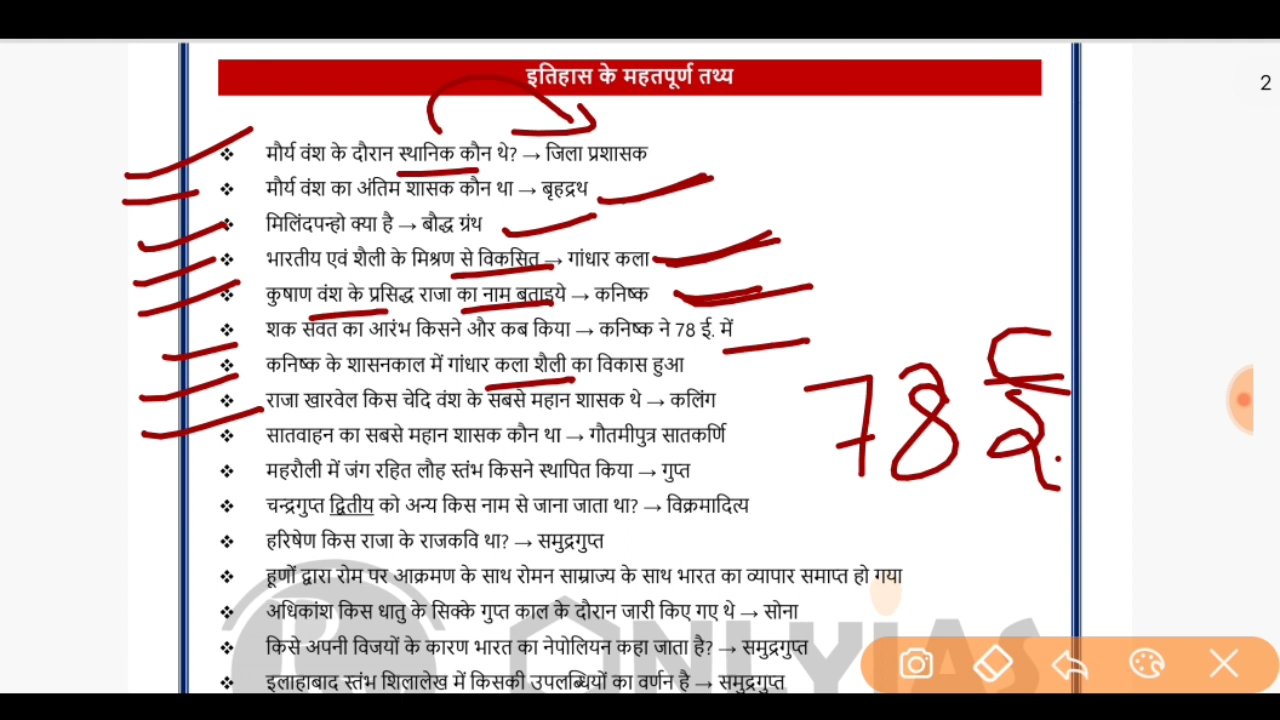 इतिहास के महतपूर्ण तथ्य
2
❖ मौर्य वंश के दौरान स्थानिक कौन थे? → जिला प्रशासक
❖ मौर्य वंश का अंतिम शासक कौन था → बृहद्रथ
❖ मिलिंदपन्हो क्या है → बौद्ध ग्रंथ
❖ भारतीय एवं शैली के मिश्रण से विकसित → गांधार कला
❖ कुषाण वंश के प्रसिद्ध राजा का नाम बताइये → कनिष्क
❖ शक संवत का आरंभ किसने और कब किया → कनिष्क ने 78 ई. में
❖ कनिष्क के शासनकाल में गांधार कला शैली का विकास हुआ
❖ राजा खारवेल किस चेदि वंश के सबसे महान शासक थे → कलिंग
❖ सातवाहन का सबसे महान शासक कौन था → गौतमीपुत्र सातकर्णि
78 ई.
❖ महरौली में जंग रहित लौह स्तंभ किसने स्थापित किया → गुप्त
❖ चन्द्रगुप्त द्वितीय को अन्य किस नाम से जाना जाता था? → विक्रमादित्य
❖ हरिषेण किस राजा के राजकवि था? → समुद्रगुप्त
❖ हूणों द्वारा रोम पर आक्रमण के साथ रोमन साम्राज्य के साथ भारत का व्यापार समाप्त हो गया
❖ अधिकांश किस धातु के सिक्के गुप्त काल के दौरान जारी किए गए थे → सोना
❖ किसे अपनी विजयों के कारण भारत का नेपोलियन कहा जाता है? → समुद्रगुप्त
❖ इलाहाबाद स्तंभ शिलालेख में किसकी उपलब्धियों का वर्णन है → समुद्रगुप्त
ONLYIAS